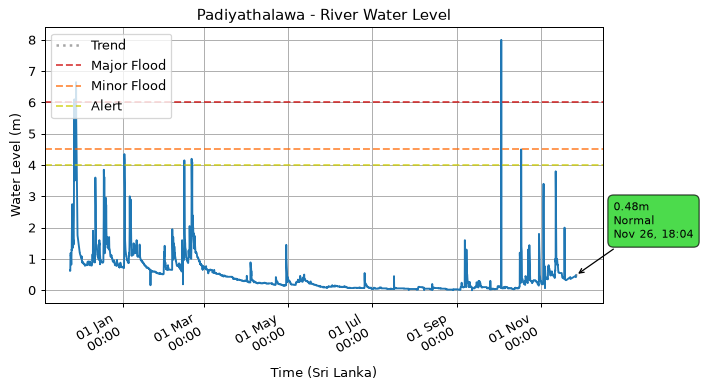 Padiyathalawa - River Water Level
Trend
Major Flood
Minor Flood
Alert
Water Level (m)
8
7
6
5
4
3
2
1
0
0.48m
Normal
Nov 26, 18:04
01 Jan
00:00
01 Mar
00:00
01 May
00:00
01 Jul
00:00
01 Sep
00:00
01 Nov
00:00
Time (Sri Lanka)